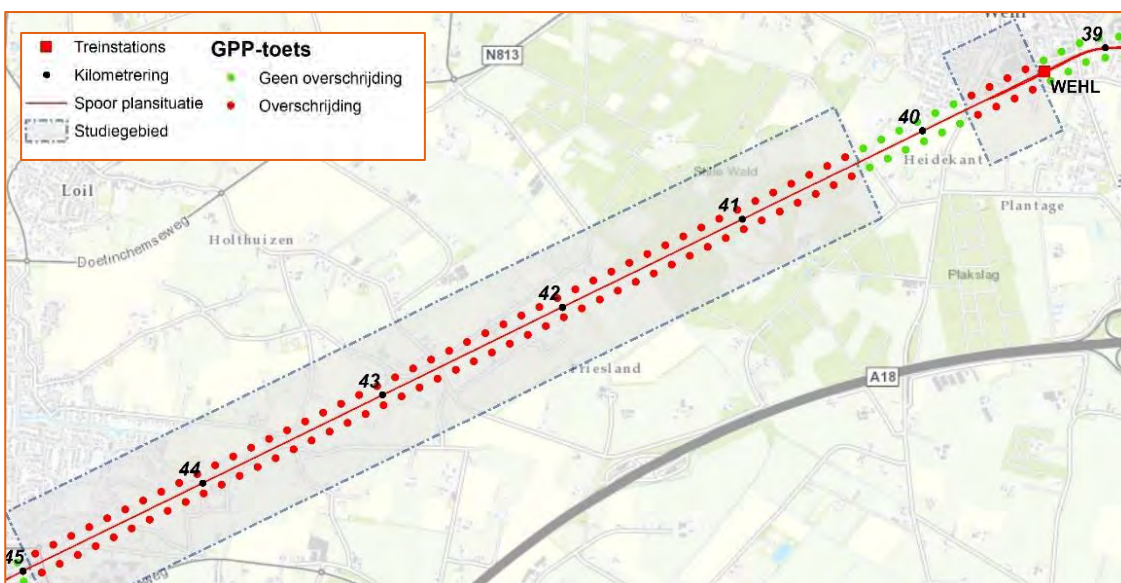 Treinstations
Kilometrering
Spoor plansituatie
Studiegebied
GPP-toets
Geen overschrijding
Overschrijding
N813
Wehl
39
WEHL
40
Heidekant
Plantage
Loil
Doetinchemseweg
Holthuizen
41
Plakslag
42
A18
43
44
45